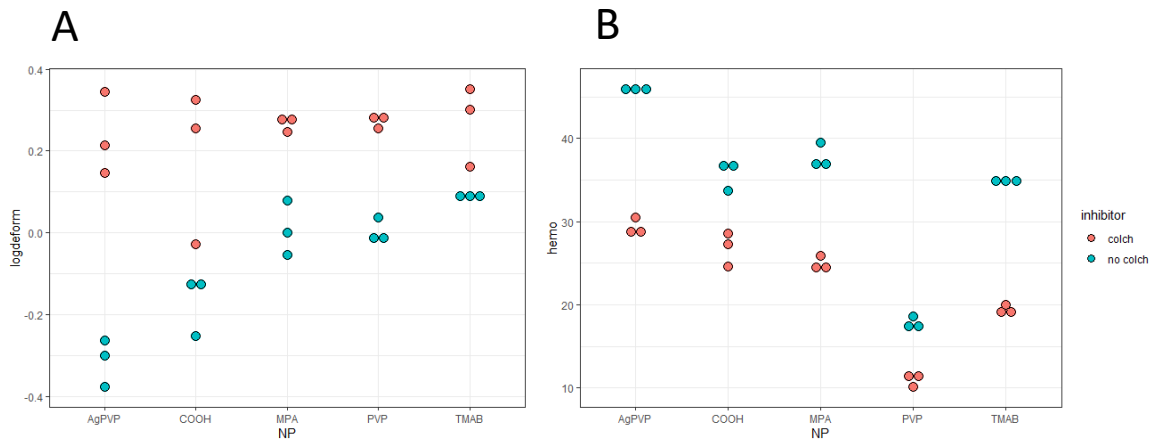 A
B
0.4
0.2
0.0
-0.2
-0.4
logdeform
AgPVP COOH MPA PVP TMAB
NP
40
30
20
10
hemo
AgPVP COOH MPA PVP TMAB
NP
inhibitor
colch
no colch